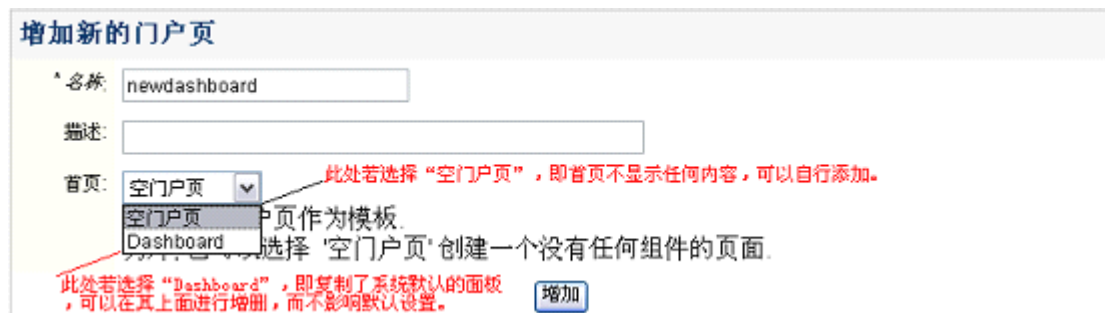 增加新的门户页
*名称: newdashboard
描述:
首页: 空门户页
此处若选择“空门户页”，即首页不显示任何内容，可以自行添加。
空门户页
户页作为模板.
Dashboard
选择 '空门户页' 创建一个没有任何组件的页面.
此处若选择“Dashboard”，即复制了系统默认的面板
，可以在其上面进行增删，而不影响默认设置。
增加